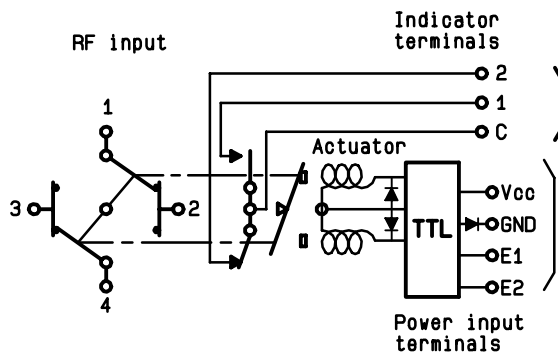 Indicator
terminals
RF input
2
1
C
1
Actuator
3
2
4
TTL
Vcc
GND
E1
E2
Power input
terminals